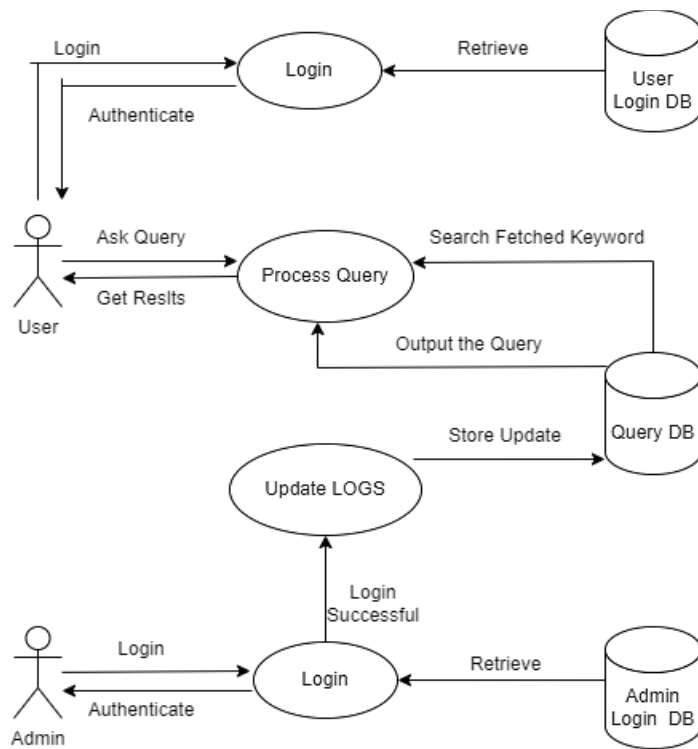 Login
Retrieve
Login
User
Login DB
Authenticate
Ask Query
Search Fetched Keyword
Process Query
Get Reslts
User
Output the Query
Store Update
Query DB
Update LOGS
Login
Successful
Login
Retrieve
Login
Admin
Login DB
Authenticate
Admin